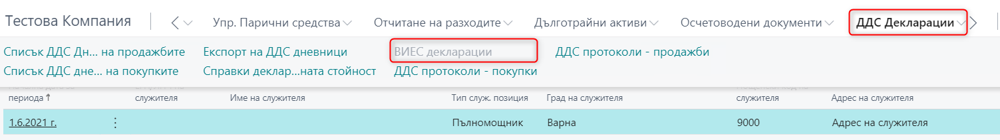 Тестова Компания
Упр. Парични средства
Отчитане на разходите
Дълготрайни активи
Осчетоводени документи
ДДС Декларации
Списък ДДС Дн... на продажбите
Експорт на ДДС дневници
ВИЕС декларации
ДДС протоколи - продажби
Списък ДДС дне... на покупките
Справки деклар...ната стойност
ДДС протоколи - покупки
периода
служителя
Име на служителя
Тип служ. позиция
Град на служителя
служителя
Адрес на служителя
1.6.2021 г.
Пълномощник
Варна
9000
Адрес на служителя